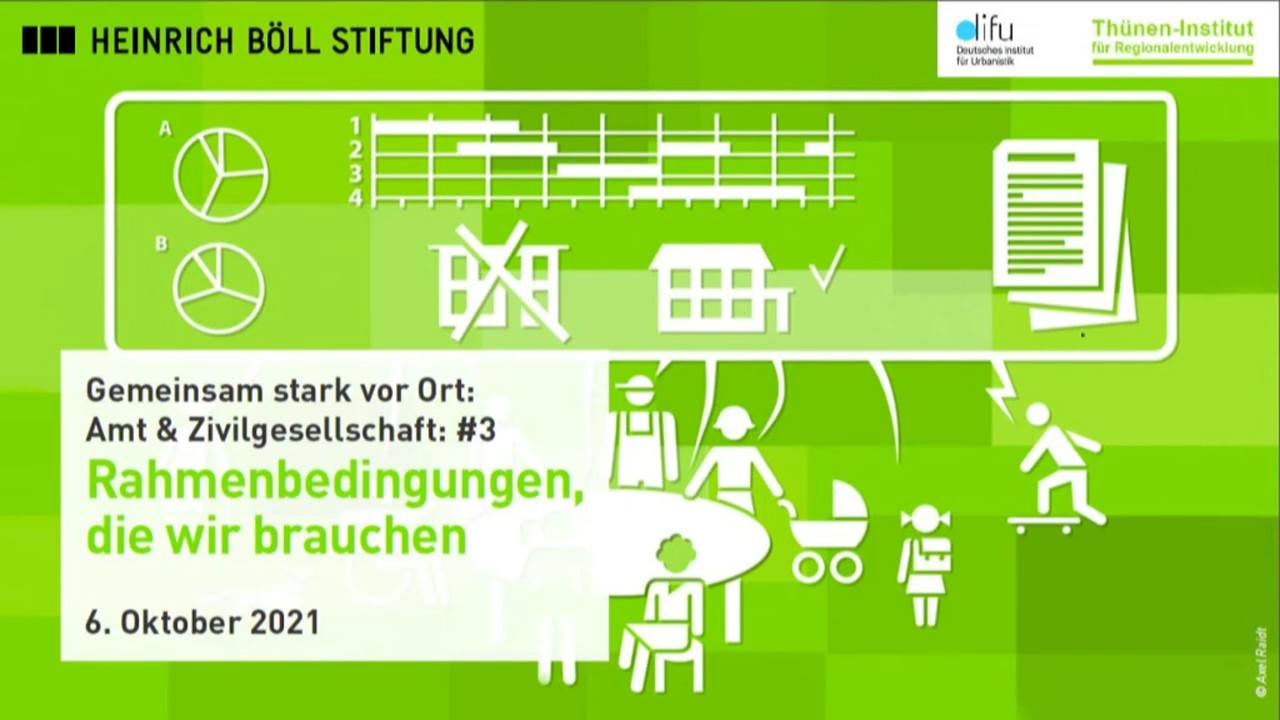 HEINRICH BÖLL STIFTUNG
difu
Deutsches Institut
für Urbanistik
Thünen-Institut
für Regionalentwicklung
A
B
1
2
3
4
Gemeinsam stark vor Ort:
Amt & Zivilgesellschaft: #3
Rahmenbedingungen,
die wir brauchen
6. Oktober 2021
© Axel Raidt